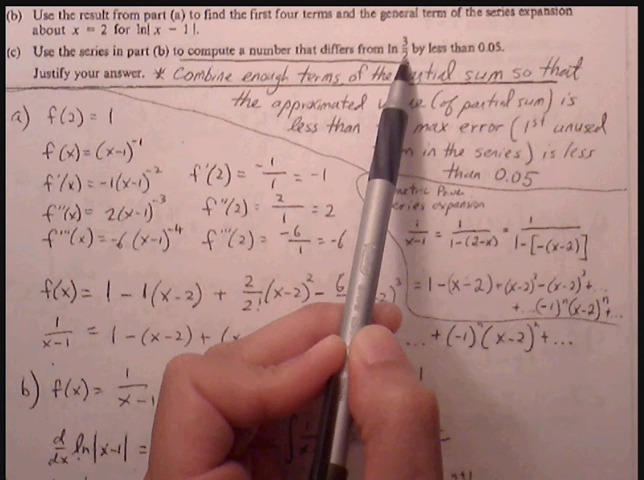 (b) Use the result from part (a) to find the first four terms and the general term of the series expansion
about x = 2 for ln| x − 1 |.
(c) Use the series in part (b) to compute a number that differs from ln 3/2 by less than 0.05.
Justify your answer. * Combine enough terms of the partial sum so that
the approximated (of partial sum) is
less than max error (1st unused
in the series) is less
than 0.05
a) f(2) = 1
f(x) = (x-1)^-1
f'(x) = -1(x-1)^-2 f'(2) = -1/1 = -1
f''(x) = 2(x-1)^-3 f''(2) = 2/1 = 2
f'''(x) = -6(x-1)^-4 f'''(2) = -6/1 = -6
Power
series expansion
1/x-1 = 1/1-(2-x) = 1/1-[-(x-2)]
= 1-(x-2)+(x-2)²-(x-2)³+...
+...(-1)^n(x-2)^n+...
f(x) = 1 - 1(x-2) + 2/2!(x-2)² - 6
1/x-1 = 1-(x-2)+(x ... + (-1)^n(x-2)^n + ...
b) f(x) = 1/x-1
d/dx ln|x-1| =